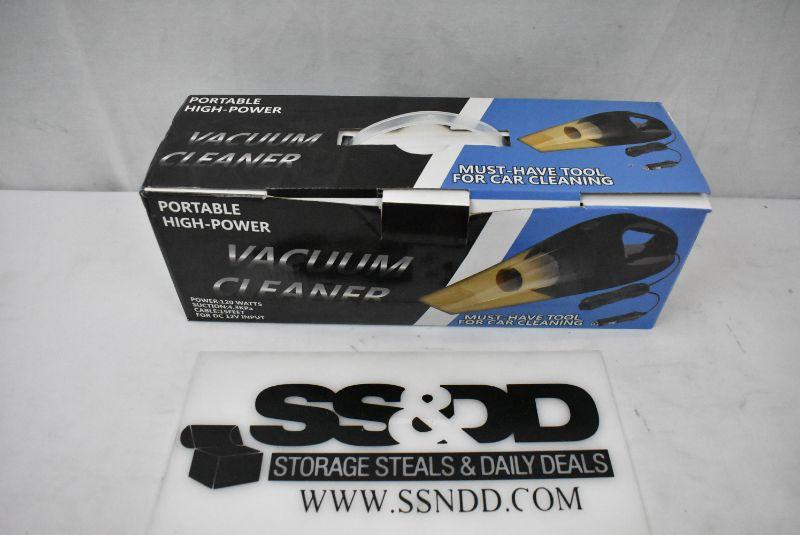 PORTABLE
HIGH-POWER
VACUUM
CLEANER
MUST-HAVE TOOL
FOR CAR CLEANING
PORTABLE
HIGH-POWER
VACUUM
CLEANER
POWER:120 WATTS
SUCTION:4.3KPa
CABLE:15FEET
FOR DC 12V INPUT
MUST-HAVE TOOL
FOR CAR CLEANING
SS&DD
STORAGE STEALS & DAILY DEALS
WWW.SSNDD.COM